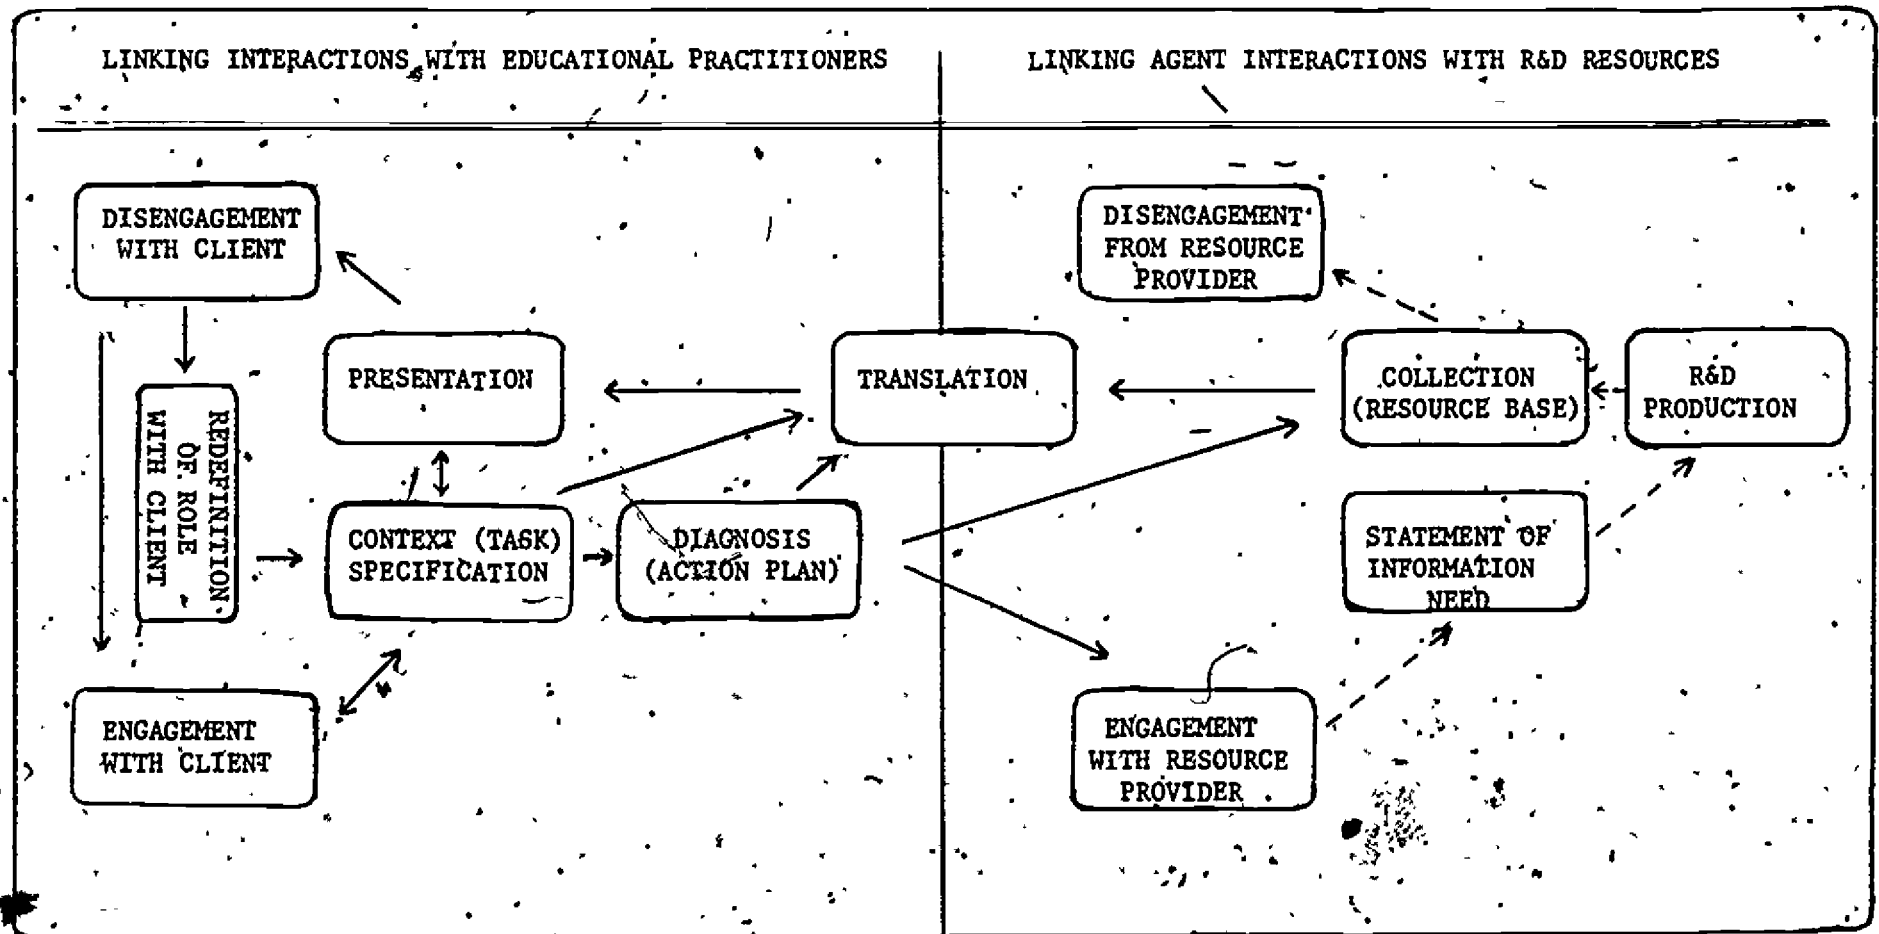 LINKING INTERACTIONS WITH EDUCATIONAL PRACTITIONERS
LINKING AGENT INTERACTIONS WITH R&D RESOURCES
DISENGAGEMENT
WITH CLIENT
DISENGAGEMENT
FROM RESOURCE
PROVIDER
PRESENTATION
TRANSLATION
COLLECTION
(RESOURCE BASE)
R&D
PRODUCTION
REDEFINITION
OF ROLE
WITH CLIENT
CONTEXT (TASK)
SPECIFICATION
DIAGNOSIS
(ACTION PLAN)
STATEMENT OF
INFORMATION
NEED
ENGAGEMENT
WITH CLIENT
ENGAGEMENT
WITH RESOURCE
PROVIDER